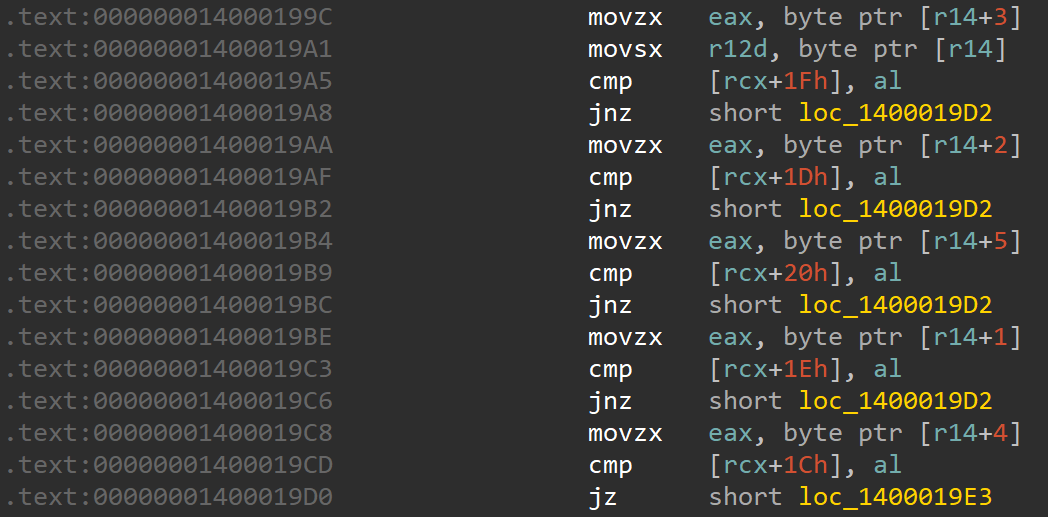 .text:000000014000199C movzx eax, byte ptr [r14+3]
.text:00000001400019A1 movsx r12d, byte ptr [r14]
.text:00000001400019A5 cmp [rcx+1Fh], al
.text:00000001400019A8 jnz short loc_1400019D2
.text:00000001400019AA movzx eax, byte ptr [r14+2]
.text:00000001400019AF cmp [rcx+1Dh], al
.text:00000001400019B2 jnz short loc_1400019D2
.text:00000001400019B4 movzx eax, byte ptr [r14+5]
.text:00000001400019B9 cmp [rcx+20h], al
.text:00000001400019BC jnz short loc_1400019D2
.text:00000001400019BE movzx eax, byte ptr [r14+1]
.text:00000001400019C3 cmp [rcx+1Eh], al
.text:00000001400019C6 jnz short loc_1400019D2
.text:00000001400019C8 movzx eax, byte ptr [r14+4]
.text:00000001400019CD cmp [rcx+1Ch], al
.text:00000001400019D0 jz short loc_1400019E3